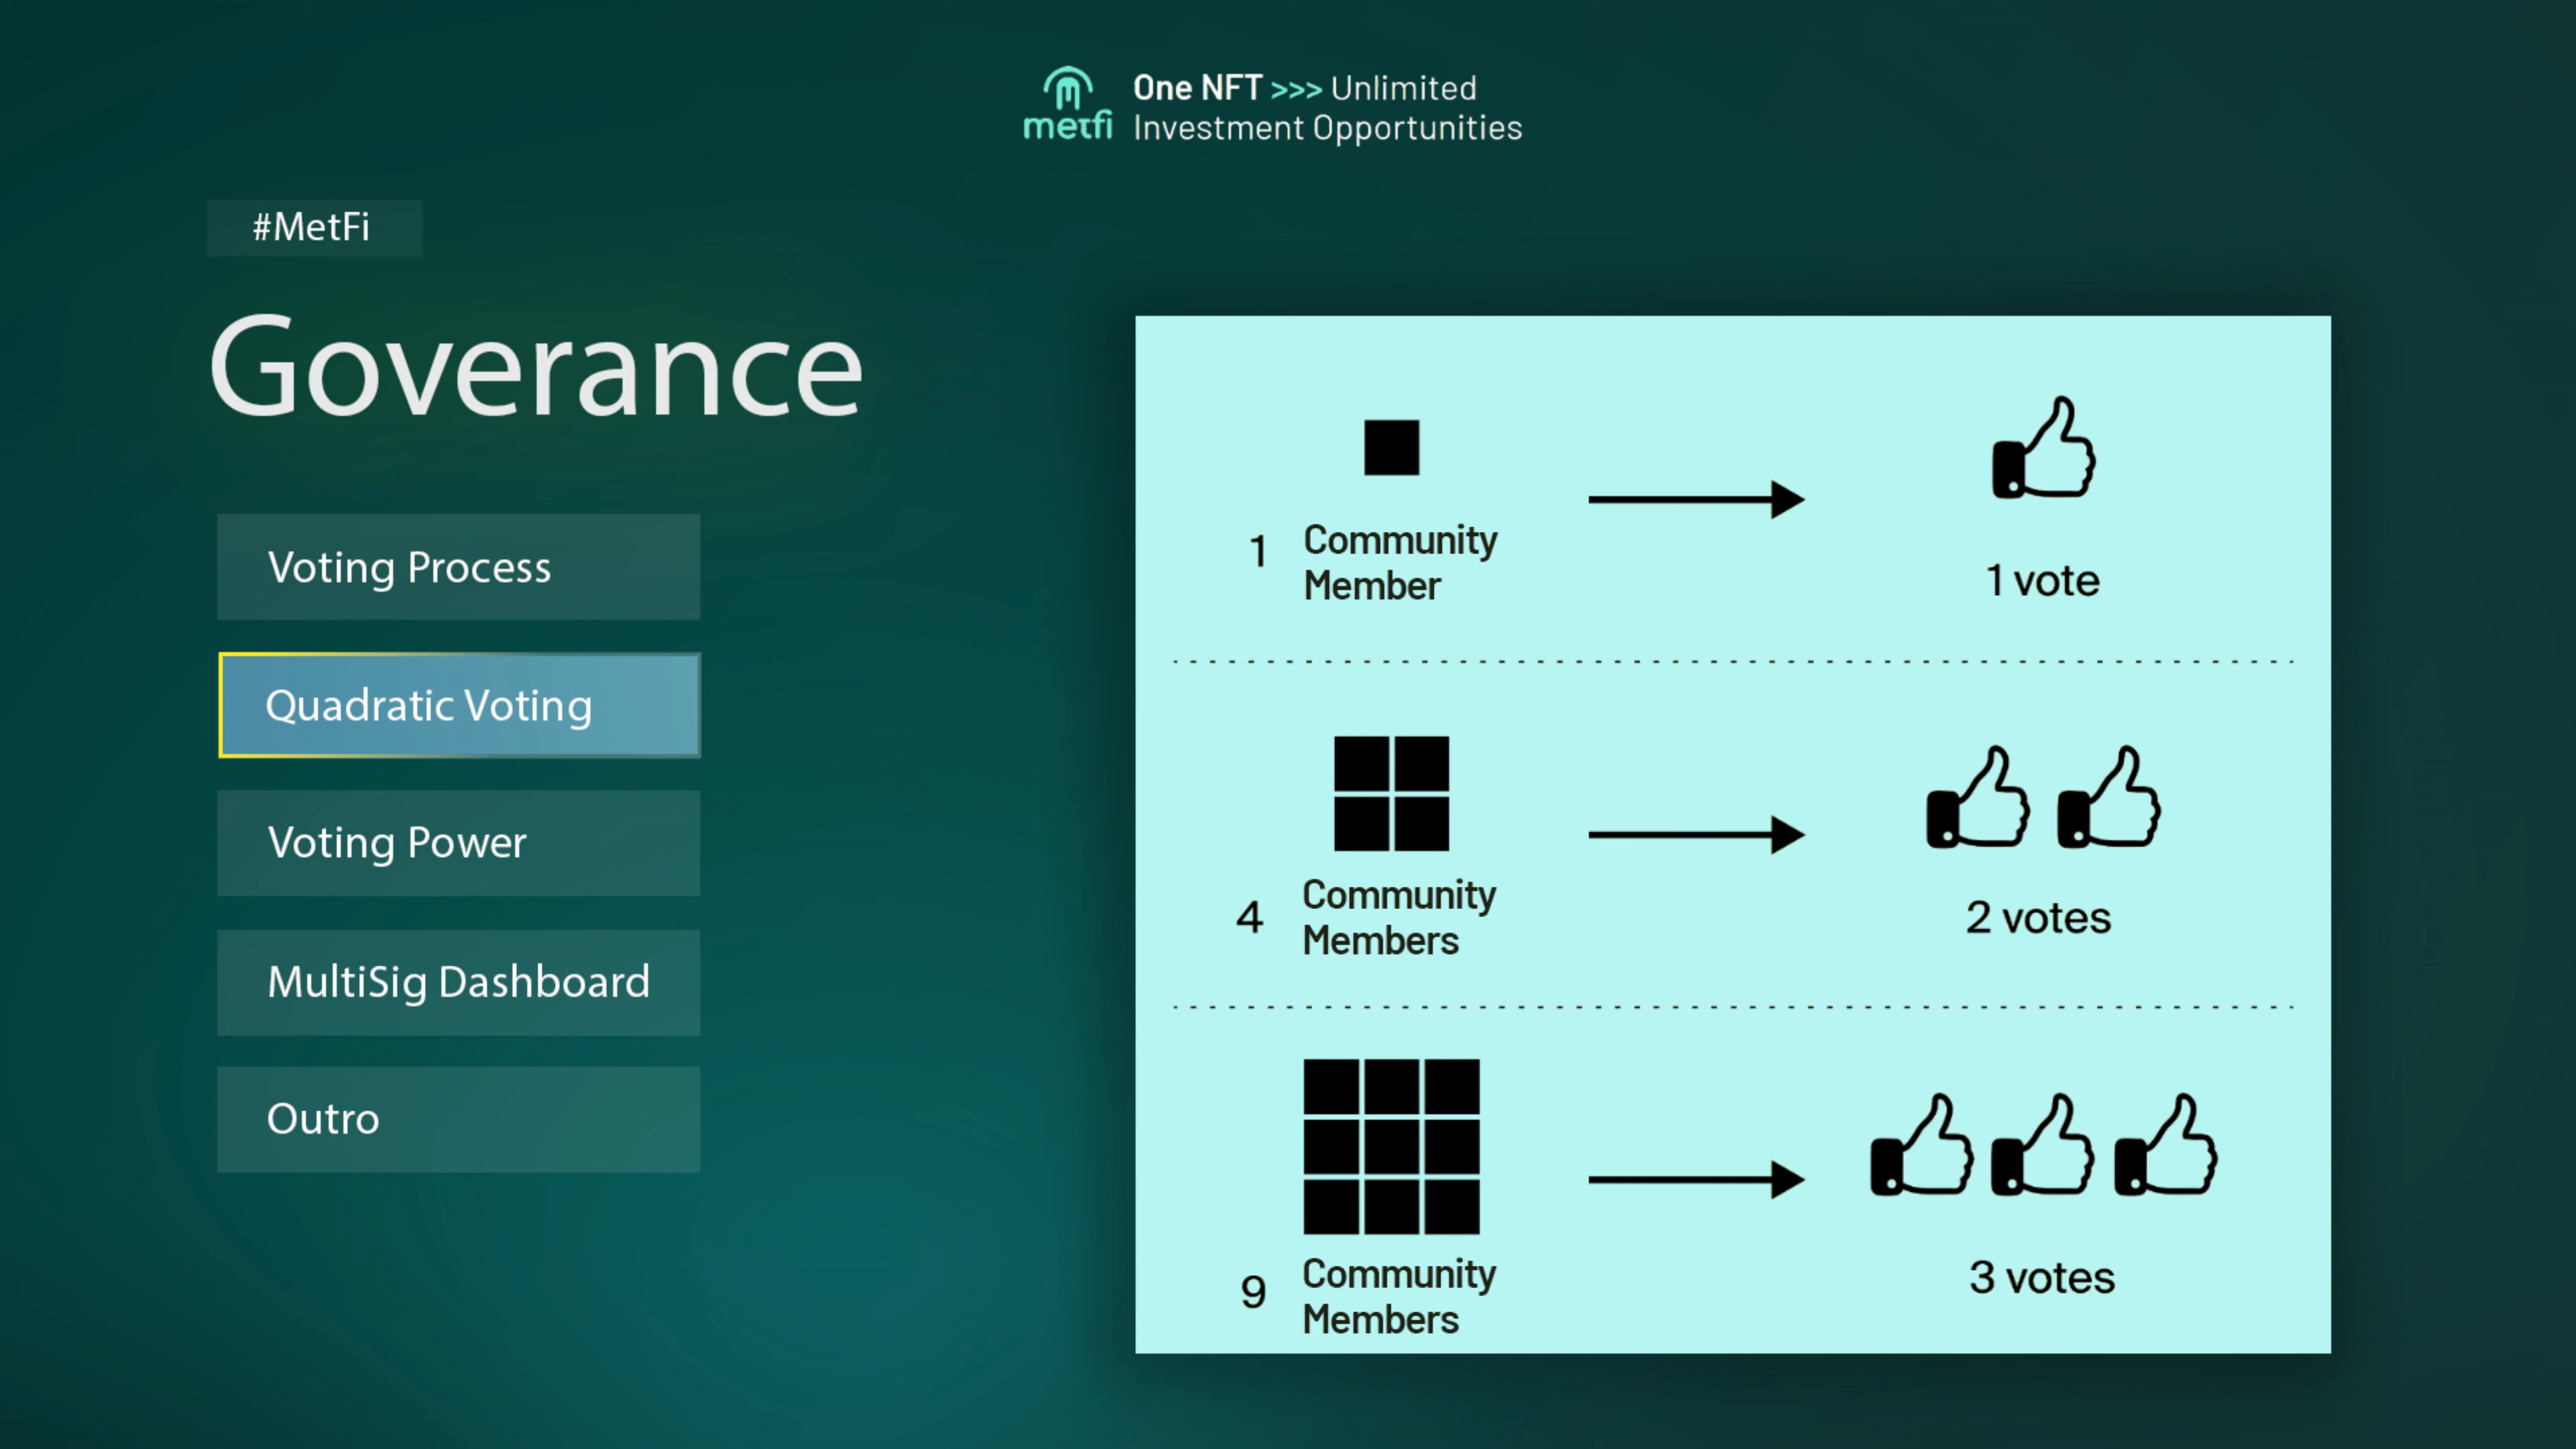 metfi
One NFT >>> Unlimited
Investment Opportunities
#MetFi
Goverance
Voting Process
Quadratic Voting
Voting Power
MultiSig Dashboard
Outro
1 Community
Member
1 vote
4 Community
Members
2 votes
9 Community
Members
3 votes